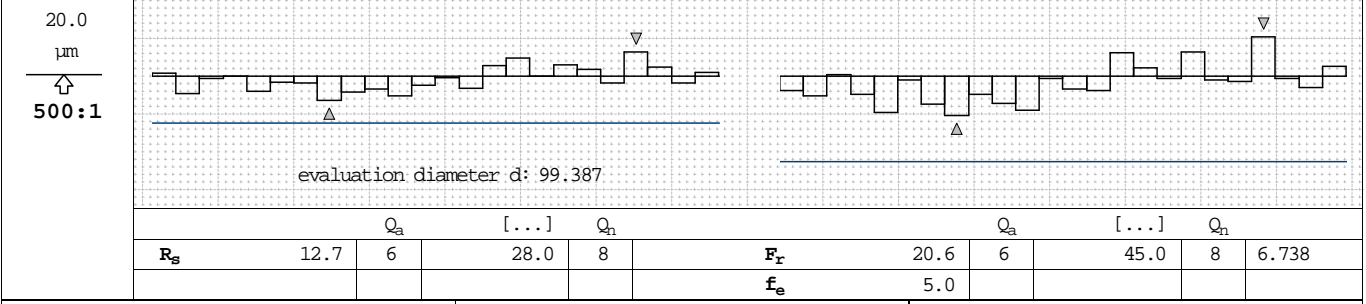 20.0
µm
500:1
evaluation diameter d: 99.387
Qa [...] Qn Qa [...] Qn
Rs 12.7 6 28.0 8 Fr 20.6 6 45.0 8 6.738
fe 5.0